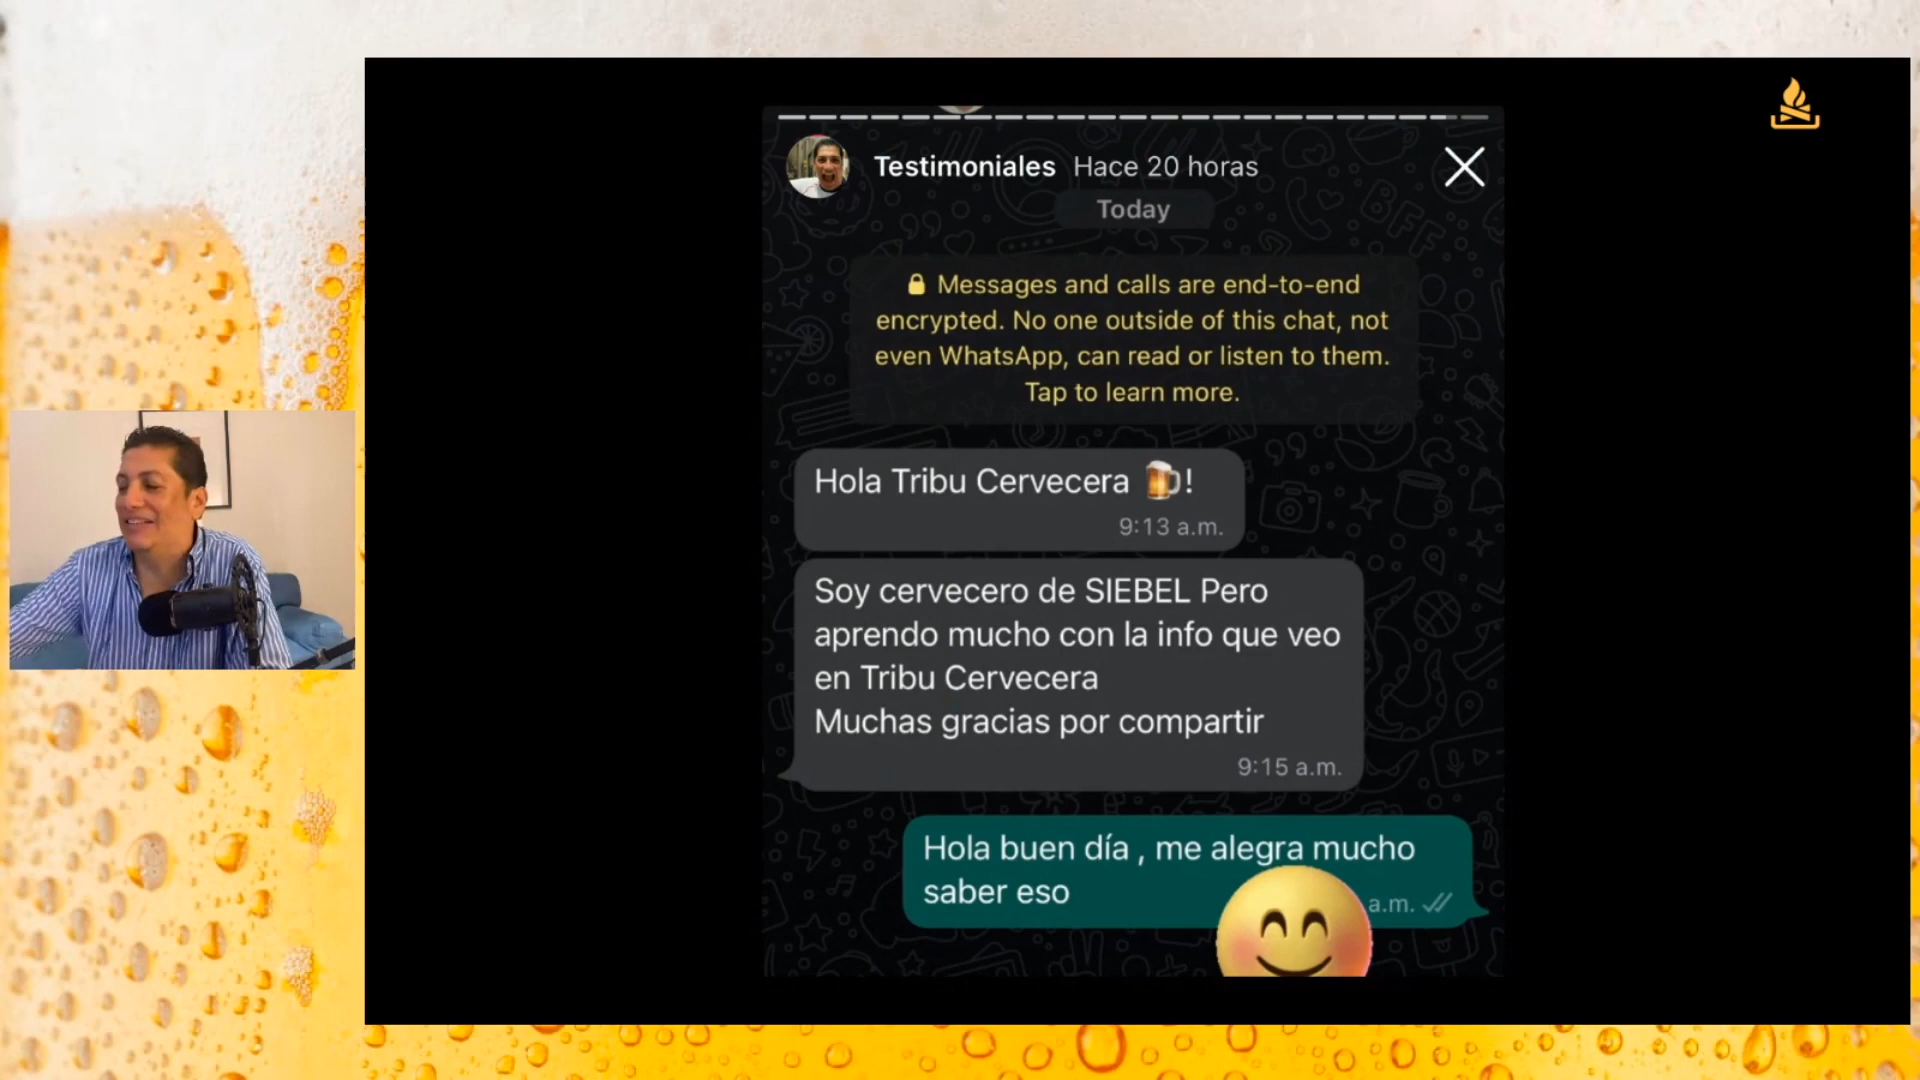 Testimoniales Hace 20 horas
Today
Messages and calls are end-to-end
encrypted. No one outside of this chat, not
even WhatsApp, can read or listen to them.
Tap to learn more.
Hola Tribu Cervecera 🍺!
9:13 a.m.
Soy cervecero de SIEBEL Pero
aprendo mucho con la info que veo
en Tribu Cervecera
Muchas gracias por compartir
9:15 a.m.
Hola buen día , me alegra mucho
saber eso
a.m.